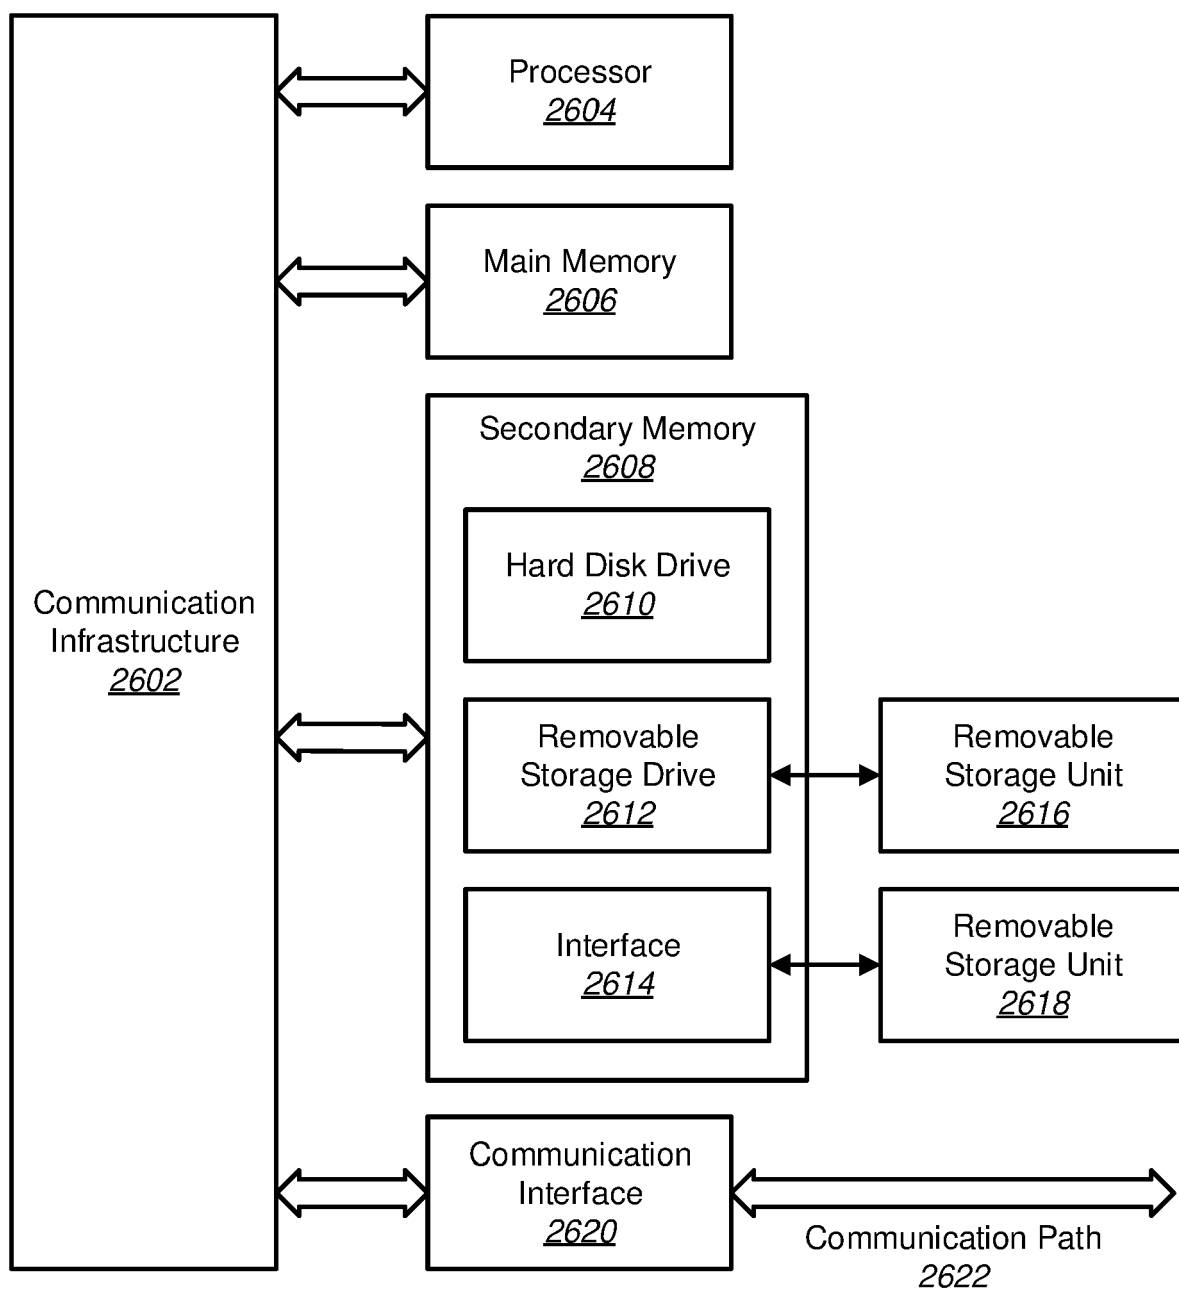 Processor
2604
Main Memory
2606
Secondary Memory
2608
Hard Disk Drive
2610
Communication
Infrastructure
2602
Removable
Storage Drive
2612
Removable
Storage Unit
2616
Interface
2614
Removable
Storage Unit
2618
Communication
Interface
2620
Communication Path
2622